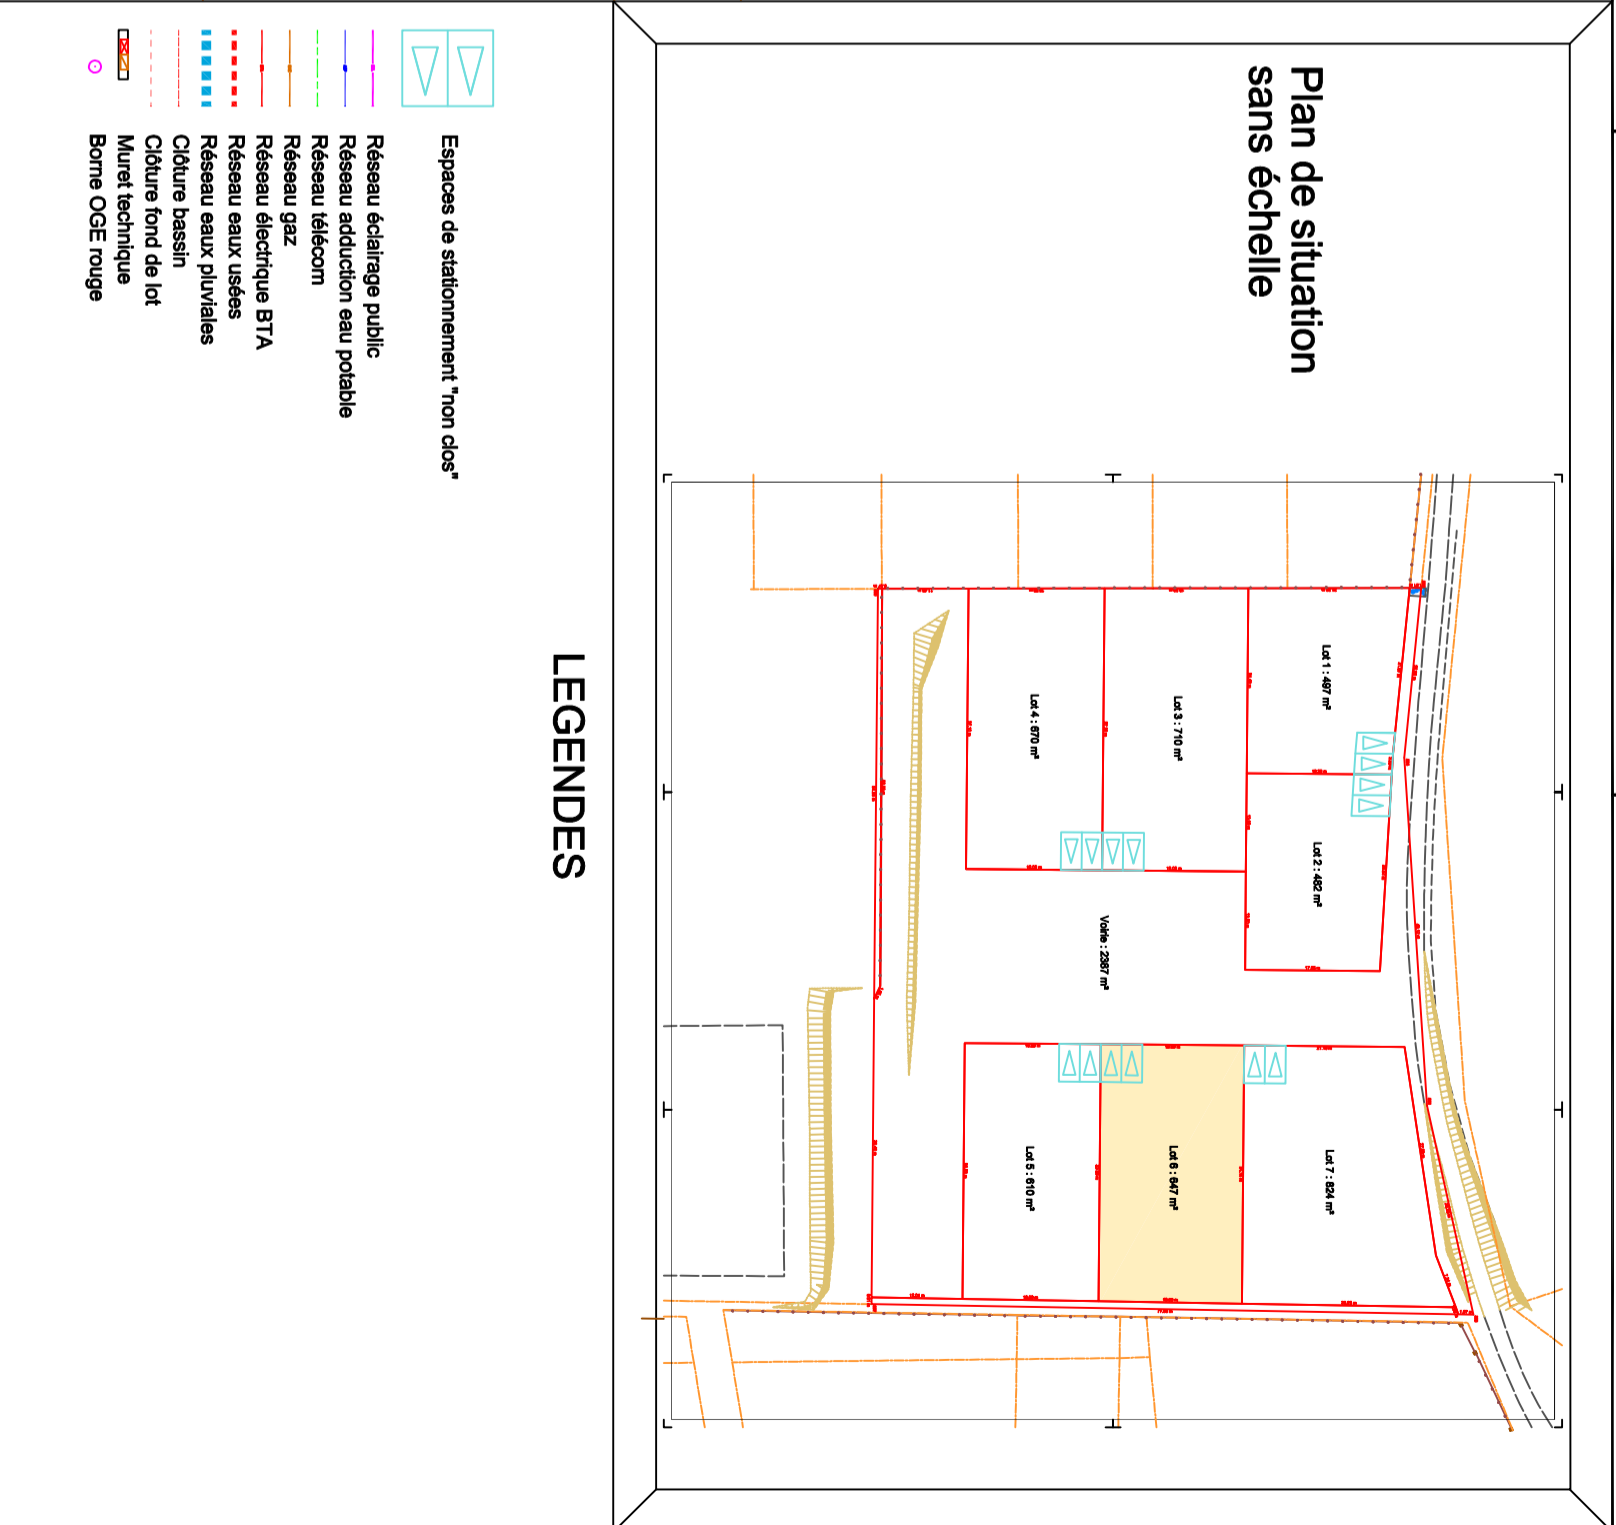 Plan de situation
sans échelle
Lot 1 : 497 m²
Lot 2 : 482 m²
Lot 3 : 710 m²
Lot 4 : 670 m²
Voirie : 2387 m²
Lot 7 : 824 m²
Lot 6 : 647 m²
Lot 5 : 610 m²
LEGENDES
Espaces de stationnement "non clos"
Réseau éclairage public
Réseau adduction eau potable
Réseau télécom
Réseau gaz
Réseau électrique BTA
Réseau eaux usées
Réseau eaux pluviales
Clôture bassin
Clôture fond de lot
Muret technique
Borne OGE rouge